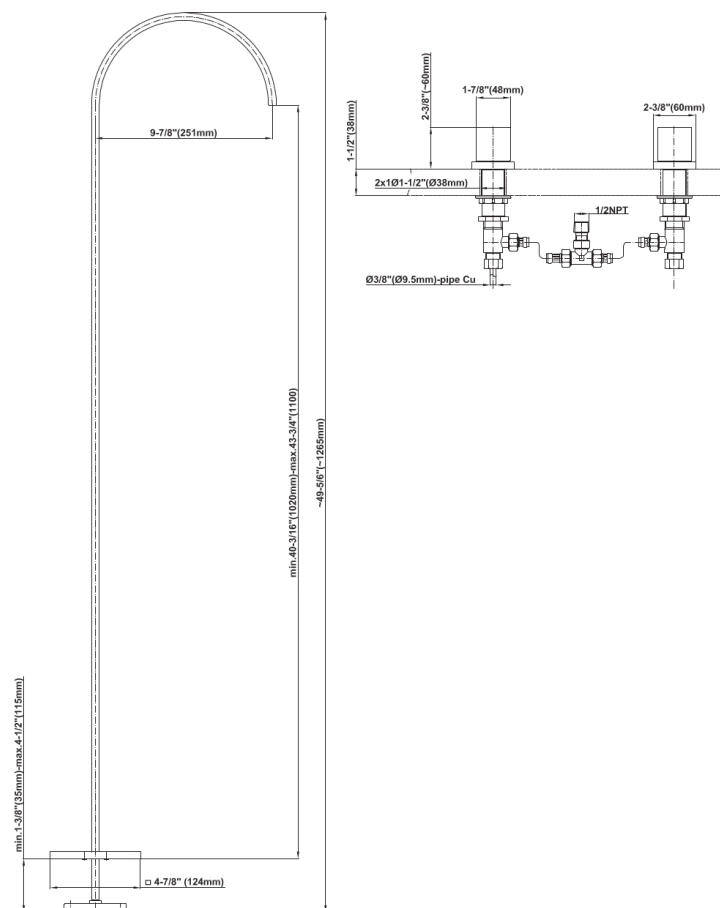 9-7/8"(251mm)
min.40-3/16"(1020mm)-max.43-3/4"(1100)
~49-5/6"(~1265mm)
min.1-3/8"(35mm)-max.4-1/2"(115mm)
□ 4-7/8" (124mm)
1-7/8"(48mm)
2-3/8"(~60mm)
2-3/8"(60mm)
1-1/2"(38mm)
2x1Ø1-1/2"(Ø38mm)
1/2NPT
Ø3/8"(Ø9.5mm)-pipe Cu